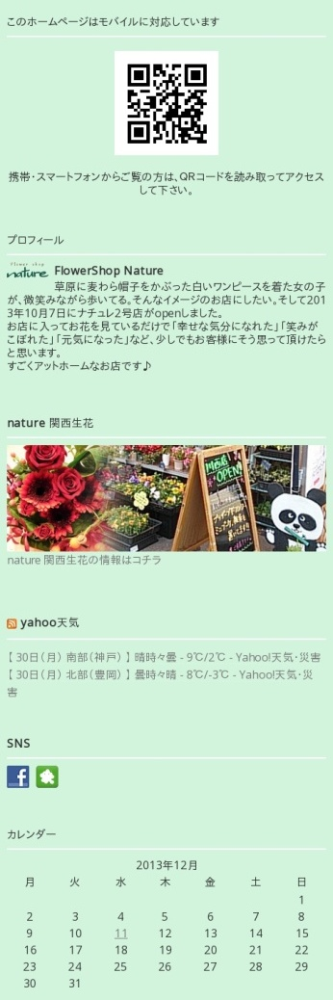 このホームページはモバイルに対応しています
携帯・スマートフォンからご覧の方は、QRコードを読み取ってアクセス
して下さい。
プロフィール
flower shop
nature
FlowerShop Nature
草原に麦わら帽子をかぶった白いワンピースを着た女の子
が、微笑みながら歩いてる。そんなイメージのお店にしたい。そして201
3年10月7日にナチュレ2号店がopenしました。
お店に入ってお花を見ているだけで「幸せな気分になれた」「笑みが
こぼれた」「元気になった」など、少しでもお客様にそう思って頂けたら
と思います。
すごくアットホームなお店です♪
nature 関西生花
OPEN!
nature 関西生花の情報はコチラ
yahoo天気
【 30日（月） 南部（神戸） 】 晴時々曇 - 9℃/2℃ - Yahoo!天気・災害
【 30日（月） 北部（豊岡） 】 曇時々晴 - 8℃/-3℃ - Yahoo!天気・災
害
SNS
カレンダー
2013年12月
月 火 水 木 金 土 日
1
2 3 4 5 6 7 8
9 10 11 12 13 14 15
16 17 18 19 20 21 22
23 24 25 26 27 28 29
30 31